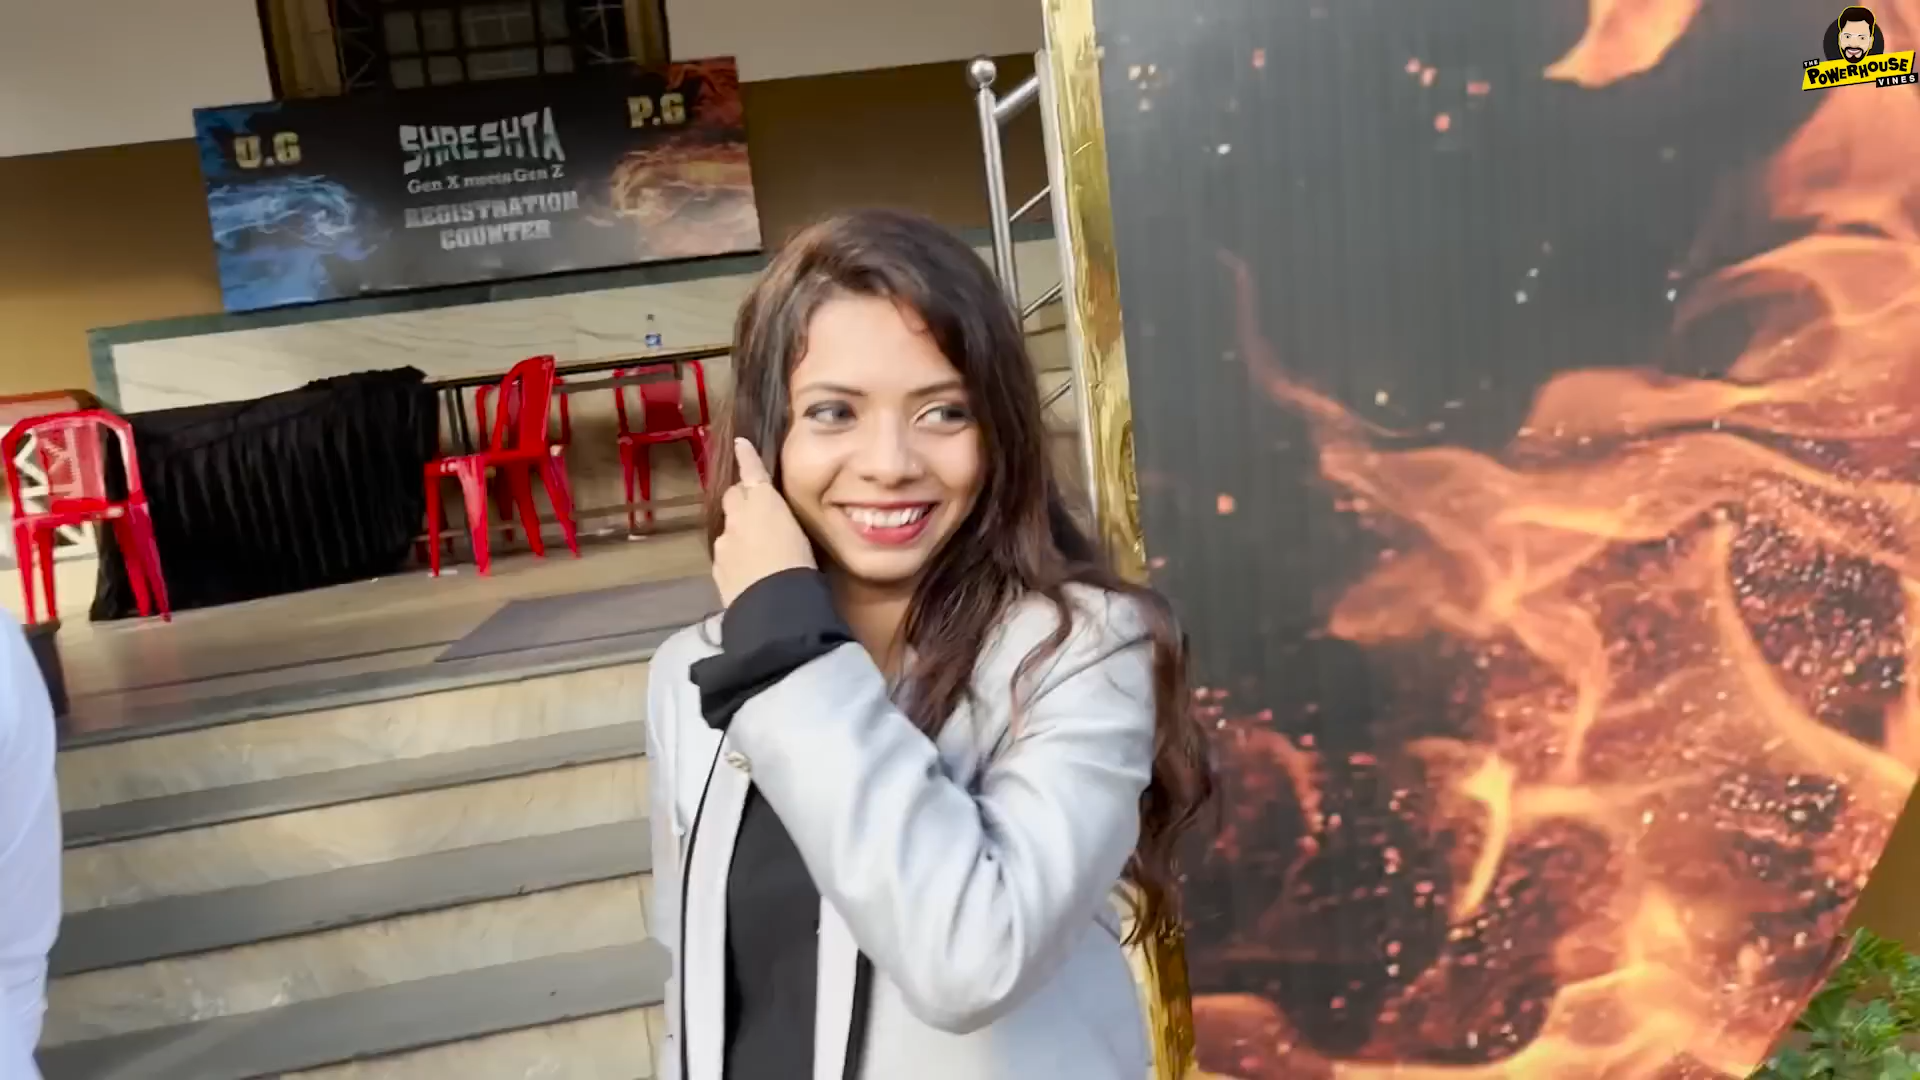 U.G
SHRESHTA
P.G
Gen X meets Gen Z
REGISTRATION
COUNTER
THE
POWERHOUSE
VINES